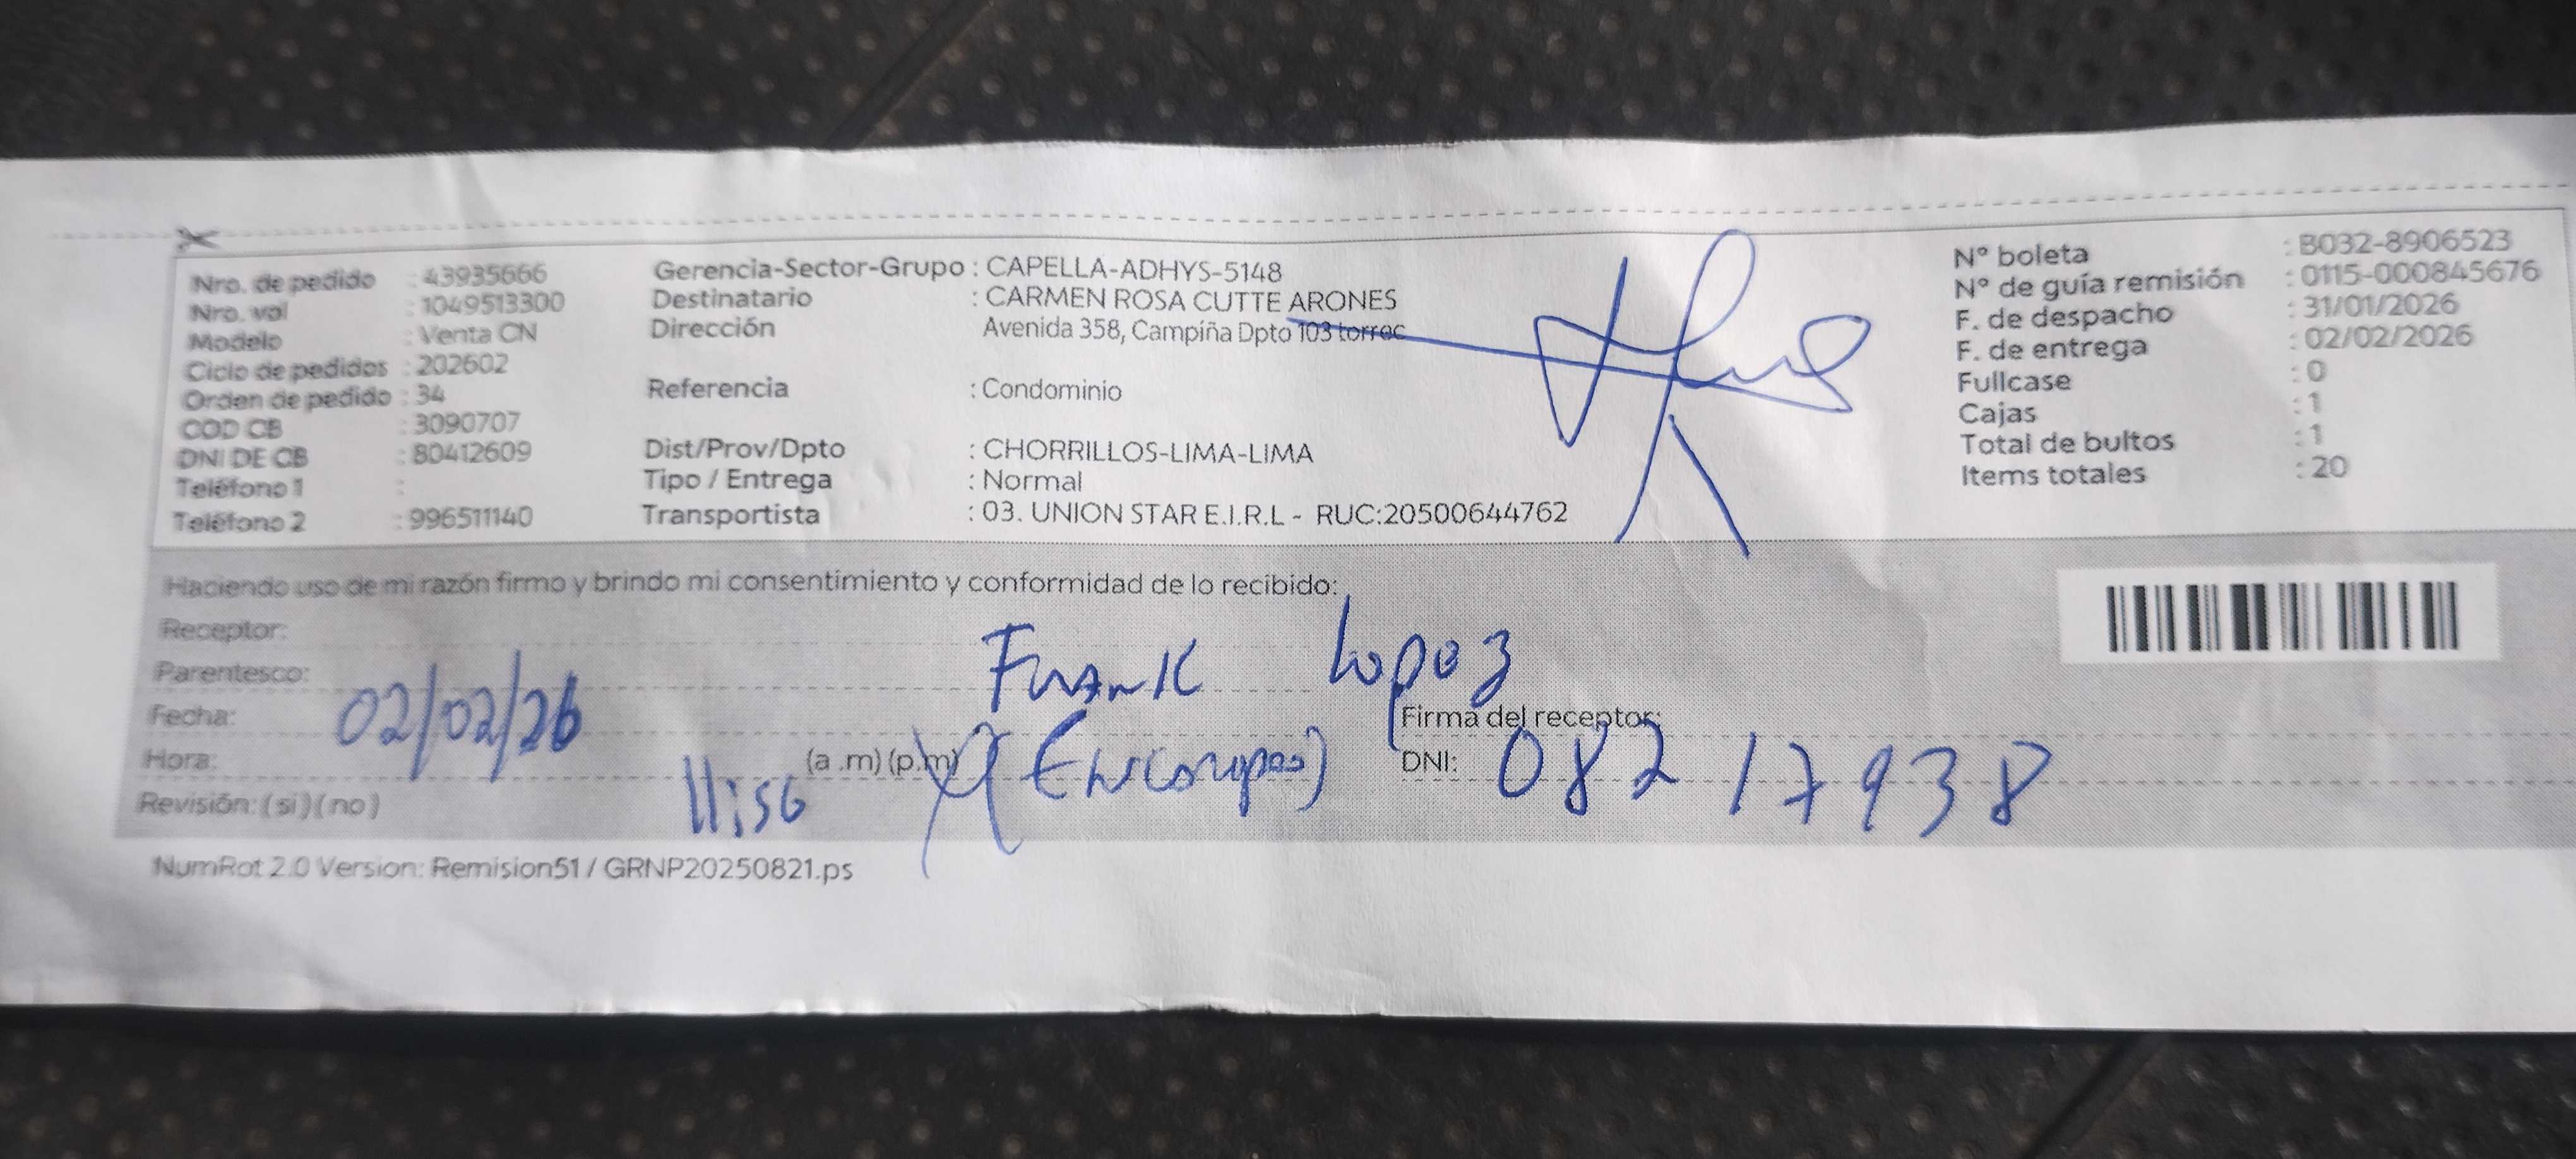 Nro. de pedido : 43935666
Nro. val : 1049513300
Modelo : Venta CN
Ciclo de pedidos : 202602
Orden de pedido : 34
COD CB : 3090707
DNI DE CB : 80412609
Teléfono 1 :
Teléfono 2 : 996511140
Gerencia-Sector-Grupo : CAPELLA-ADHYS-5148
Destinatario : CARMEN ROSA CUTTE ARONES
Dirección Avenida 358, Campiña Dpto 103 torrec
Referencia : Condominio
Dist/Prov/Dpto : CHORRILLOS-LIMA-LIMA
Tipo / Entrega : Normal
Transportista : 03. UNION STAR E.I.R.L - RUC:20500644762
N° boleta : B032-8906523
N° de guía remisión : 0115-000845676
F. de despacho : 31/01/2026
F. de entrega : 02/02/2026
Fullcase : 0
Cajas : 1
Total de bultos : 1
Items totales : 20
Haciendo uso de mi razón firmo y brindo mi consentimiento y conformidad de lo recibido:
Receptor: Frank Lopez
Parentesco:
Fecha: 02/02/26 Firma del receptor:
Hora: (a .m) (p.m) DNI: 08217938
Revisión: ( si ) ( no )
NumRot 2.0 Version: Remision51 / GRNP20250821.ps